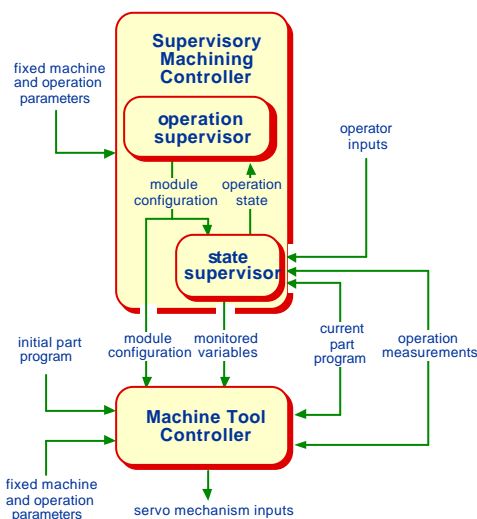 Supervisory
Machining
Controller
fixed machine
and operation
parameters
operation
supervisor
operator
inputs
module
configuration
operation
state
state
supervisor
initial part
program
module
configuration
monitored
variables
current
part
program
operation
measurements
Machine Tool
Controller
fixed machine
and operation
parameters
servo mechanism inputs